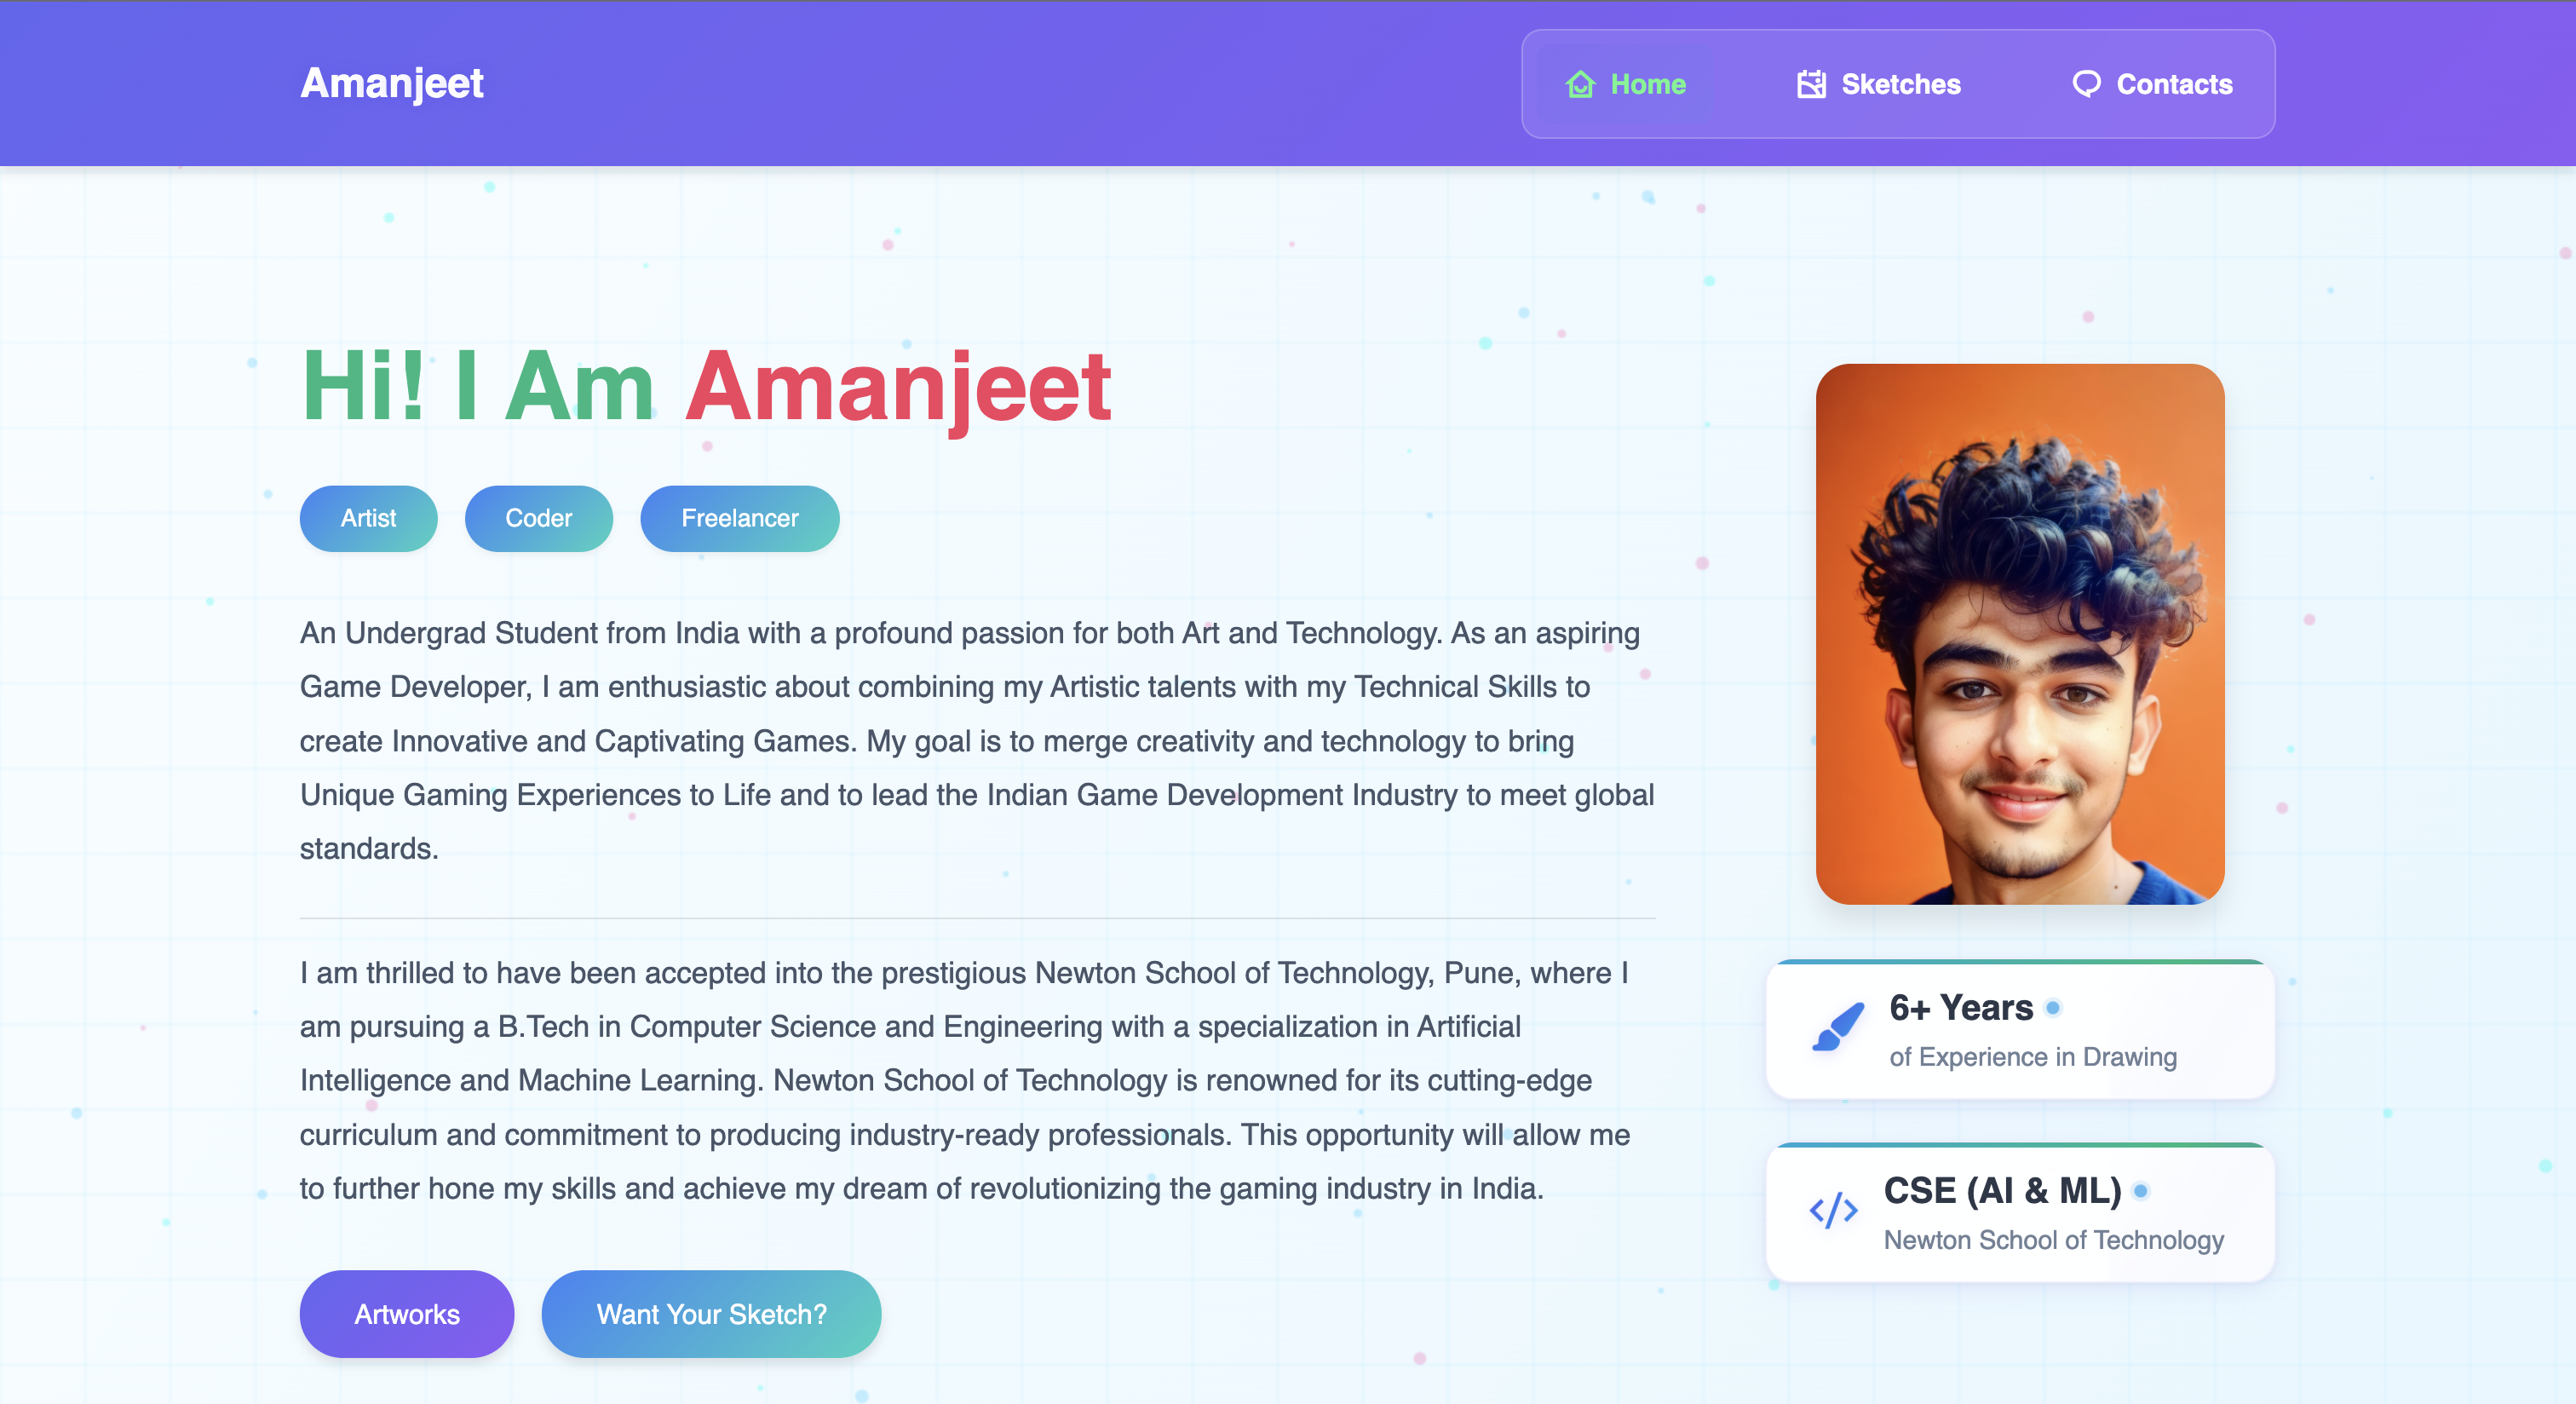 Amanjeet
Home
Sketches
Contacts
Hi! I Am Amanjeet
Artist
Coder
Freelancer
An Undergrad Student from India with a profound passion for both Art and Technology. As an aspiring
Game Developer, I am enthusiastic about combining my Artistic talents with my Technical Skills to
create Innovative and Captivating Games. My goal is to merge creativity and technology to bring
Unique Gaming Experiences to Life and to lead the Indian Game Development Industry to meet global
standards.
I am thrilled to have been accepted into the prestigious Newton School of Technology, Pune, where I
am pursuing a B.Tech in Computer Science and Engineering with a specialization in Artificial
Intelligence and Machine Learning. Newton School of Technology is renowned for its cutting-edge
curriculum and commitment to producing industry-ready professionals. This opportunity will allow me
to further hone my skills and achieve my dream of revolutionizing the gaming industry in India.
Artworks
Want Your Sketch?
6+ Years
of Experience in Drawing
CSE (AI & ML)
Newton School of Technology